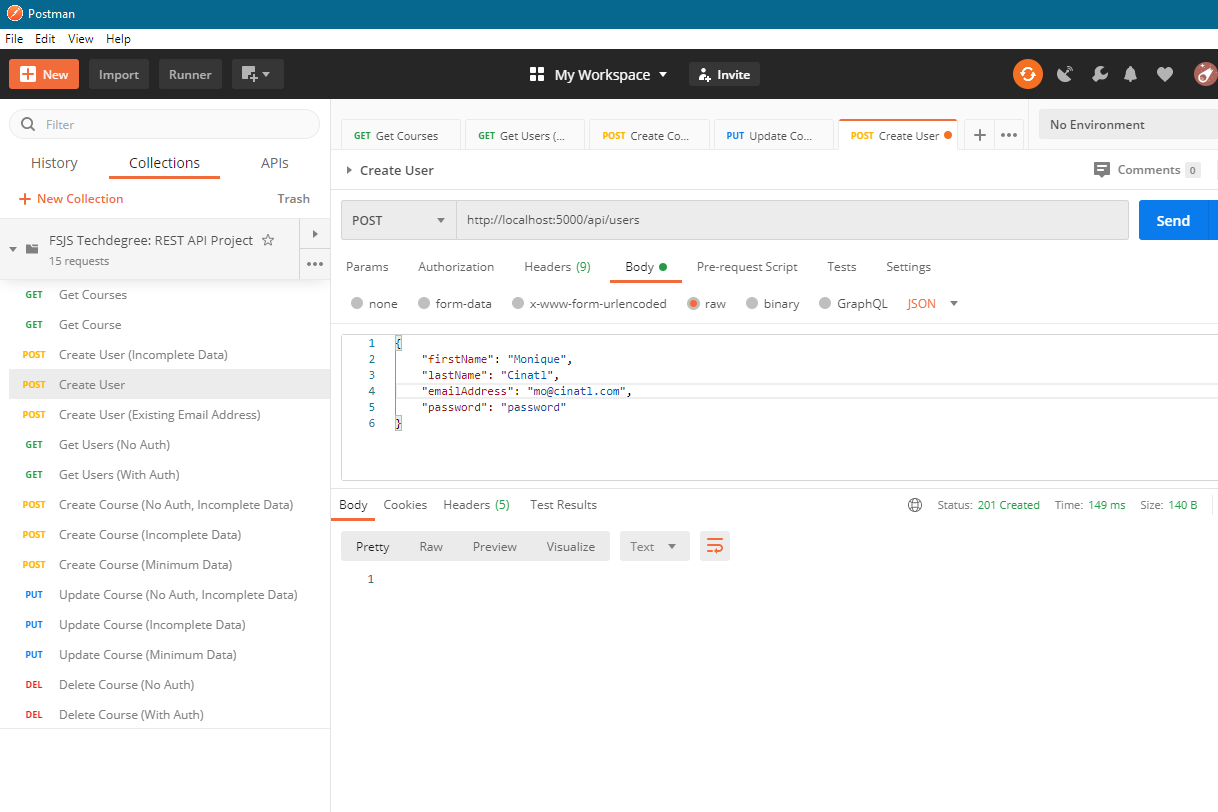 Postman
File Edit View Help
New Import Runner My Workspace Invite
Filter
History Collections APIs
New Collection Trash
FSJS Techdegree: REST API Project
15 requests
GET Get Courses
GET Get Course
POST Create User (Incomplete Data)
POST Create User
POST Create User (Existing Email Address)
GET Get Users (No Auth)
GET Get Users (With Auth)
POST Create Course (No Auth, Incomplete Data)
POST Create Course (Incomplete Data)
POST Create Course (Minimum Data)
PUT Update Course (No Auth, Incomplete Data)
PUT Update Course (Incomplete Data)
PUT Update Course (Minimum Data)
DEL Delete Course (No Auth)
DEL Delete Course (With Auth)
GET Get Courses GET Get Users (... POST Create Co... PUT Update Co... POST Create User No Environment
Create User Comments 0
POST http://localhost:5000/api/users Send
Params Authorization Headers (9) Body Pre-request Script Tests Settings
none form-data x-www-form-urlencoded raw binary GraphQL JSON
1 {
2 "firstName": "Monique",
3 "lastName": "Cinatl",
4 "emailAddress": "mo@cinatl.com",
5 "password": "password"
6 }
Body Cookies Headers (5) Test Results Status: 201 Created Time: 149 ms Size: 140 B
Pretty Raw Preview Visualize Text
1